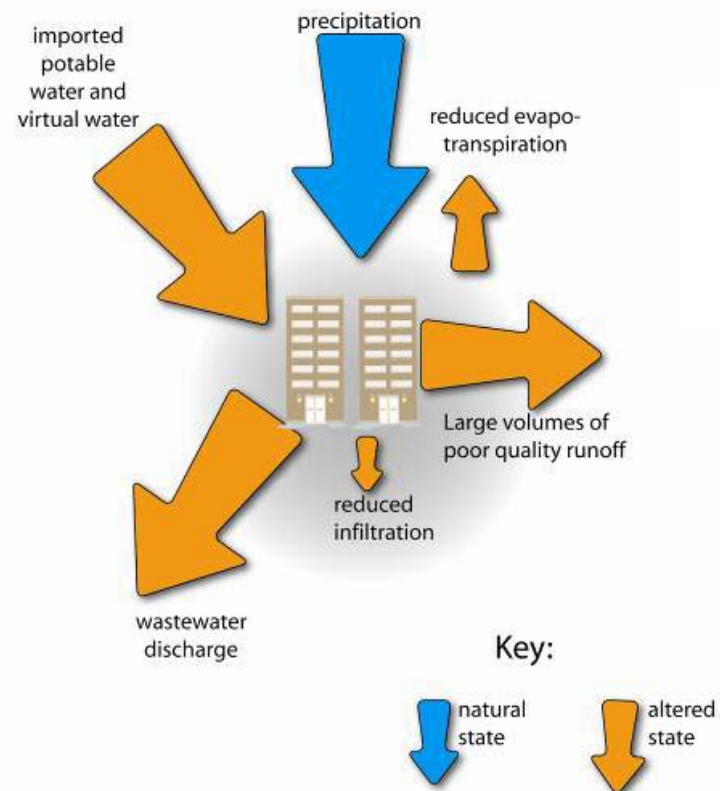 precipitation
imported
potable
water and
virtual water
reduced evapo-
transpiration
Large volumes of
poor quality runoff
reduced
infiltration
wastewater
discharge
Key:
natural
state
altered
state